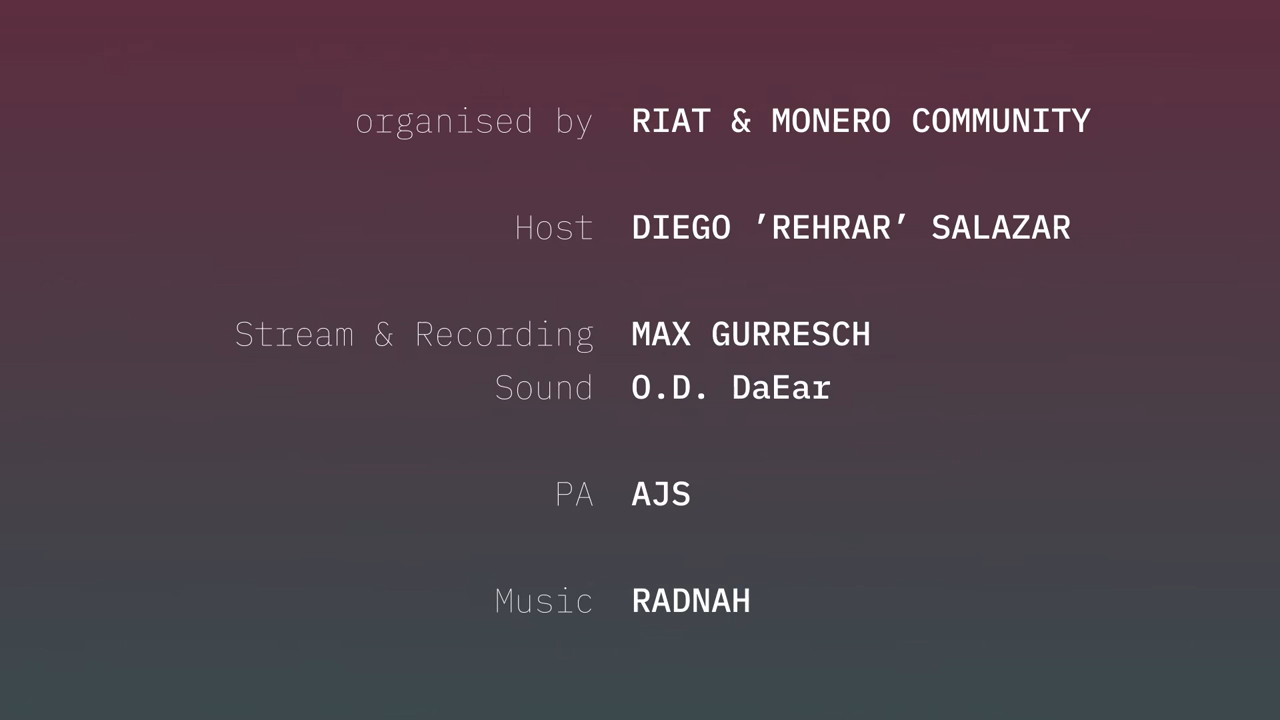 organised by RIAT & MONERO COMMUNITY
Host DIEGO ’REHRAR’ SALAZAR
Stream & Recording MAX GURRESCH
Sound O.D. DaEar
PA AJS
Music RADNAH